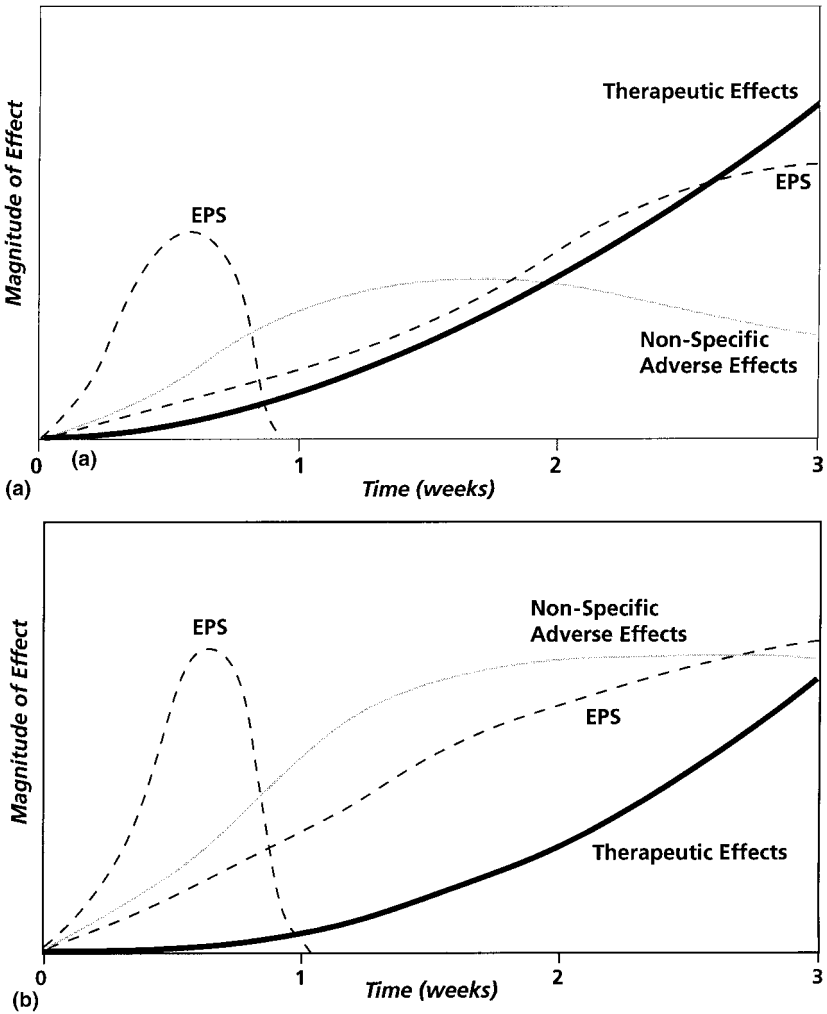 Magnitude of Effect
Therapeutic Effects
EPS
EPS
Non-Specific
Adverse Effects
0
(a)
1
2
3
(a)
Time (weeks)
Magnitude of Effect
Non-Specific
Adverse Effects
EPS
EPS
Therapeutic Effects
0
1
2
3
(b)
Time (weeks)